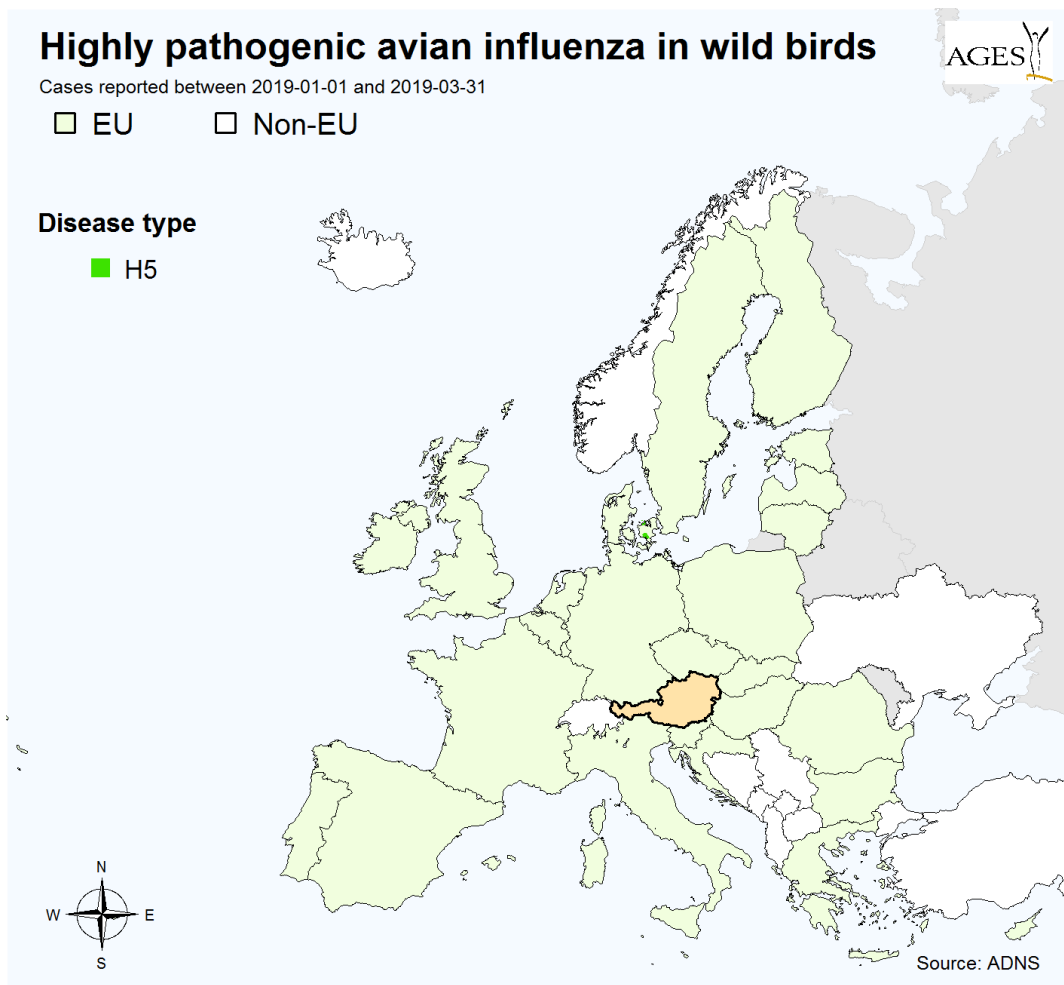 Highly pathogenic avian influenza in wild birds
AGES
Cases reported between 2019-01-01 and 2019-03-31
EU Non-EU
Disease type
H5
N
W E
S
Source: ADNS